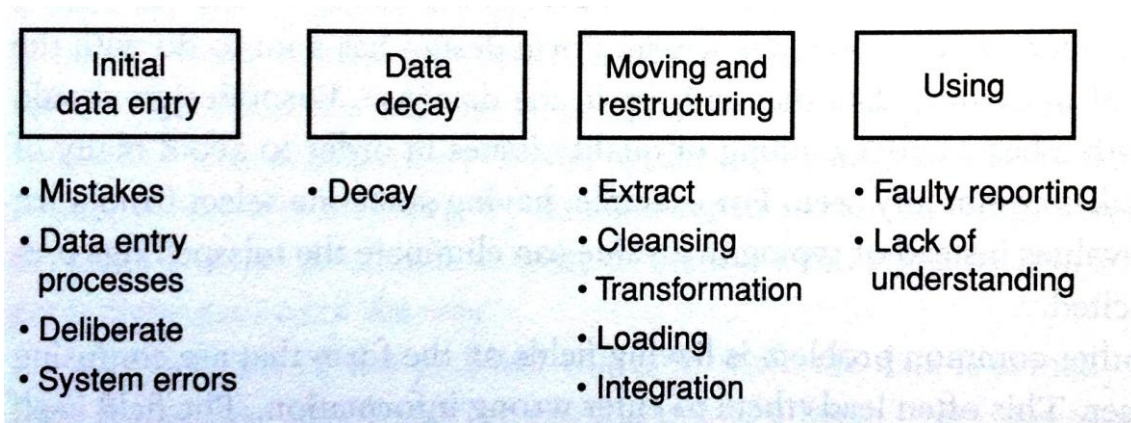 Initial
data entry
Data
decay
Moving and
restructuring
Using
• Mistakes
• Data entry
processes
• Deliberate
• System errors
• Decay
• Extract
• Cleansing
• Transformation
• Loading
• Integration
• Faulty reporting
• Lack of
understanding